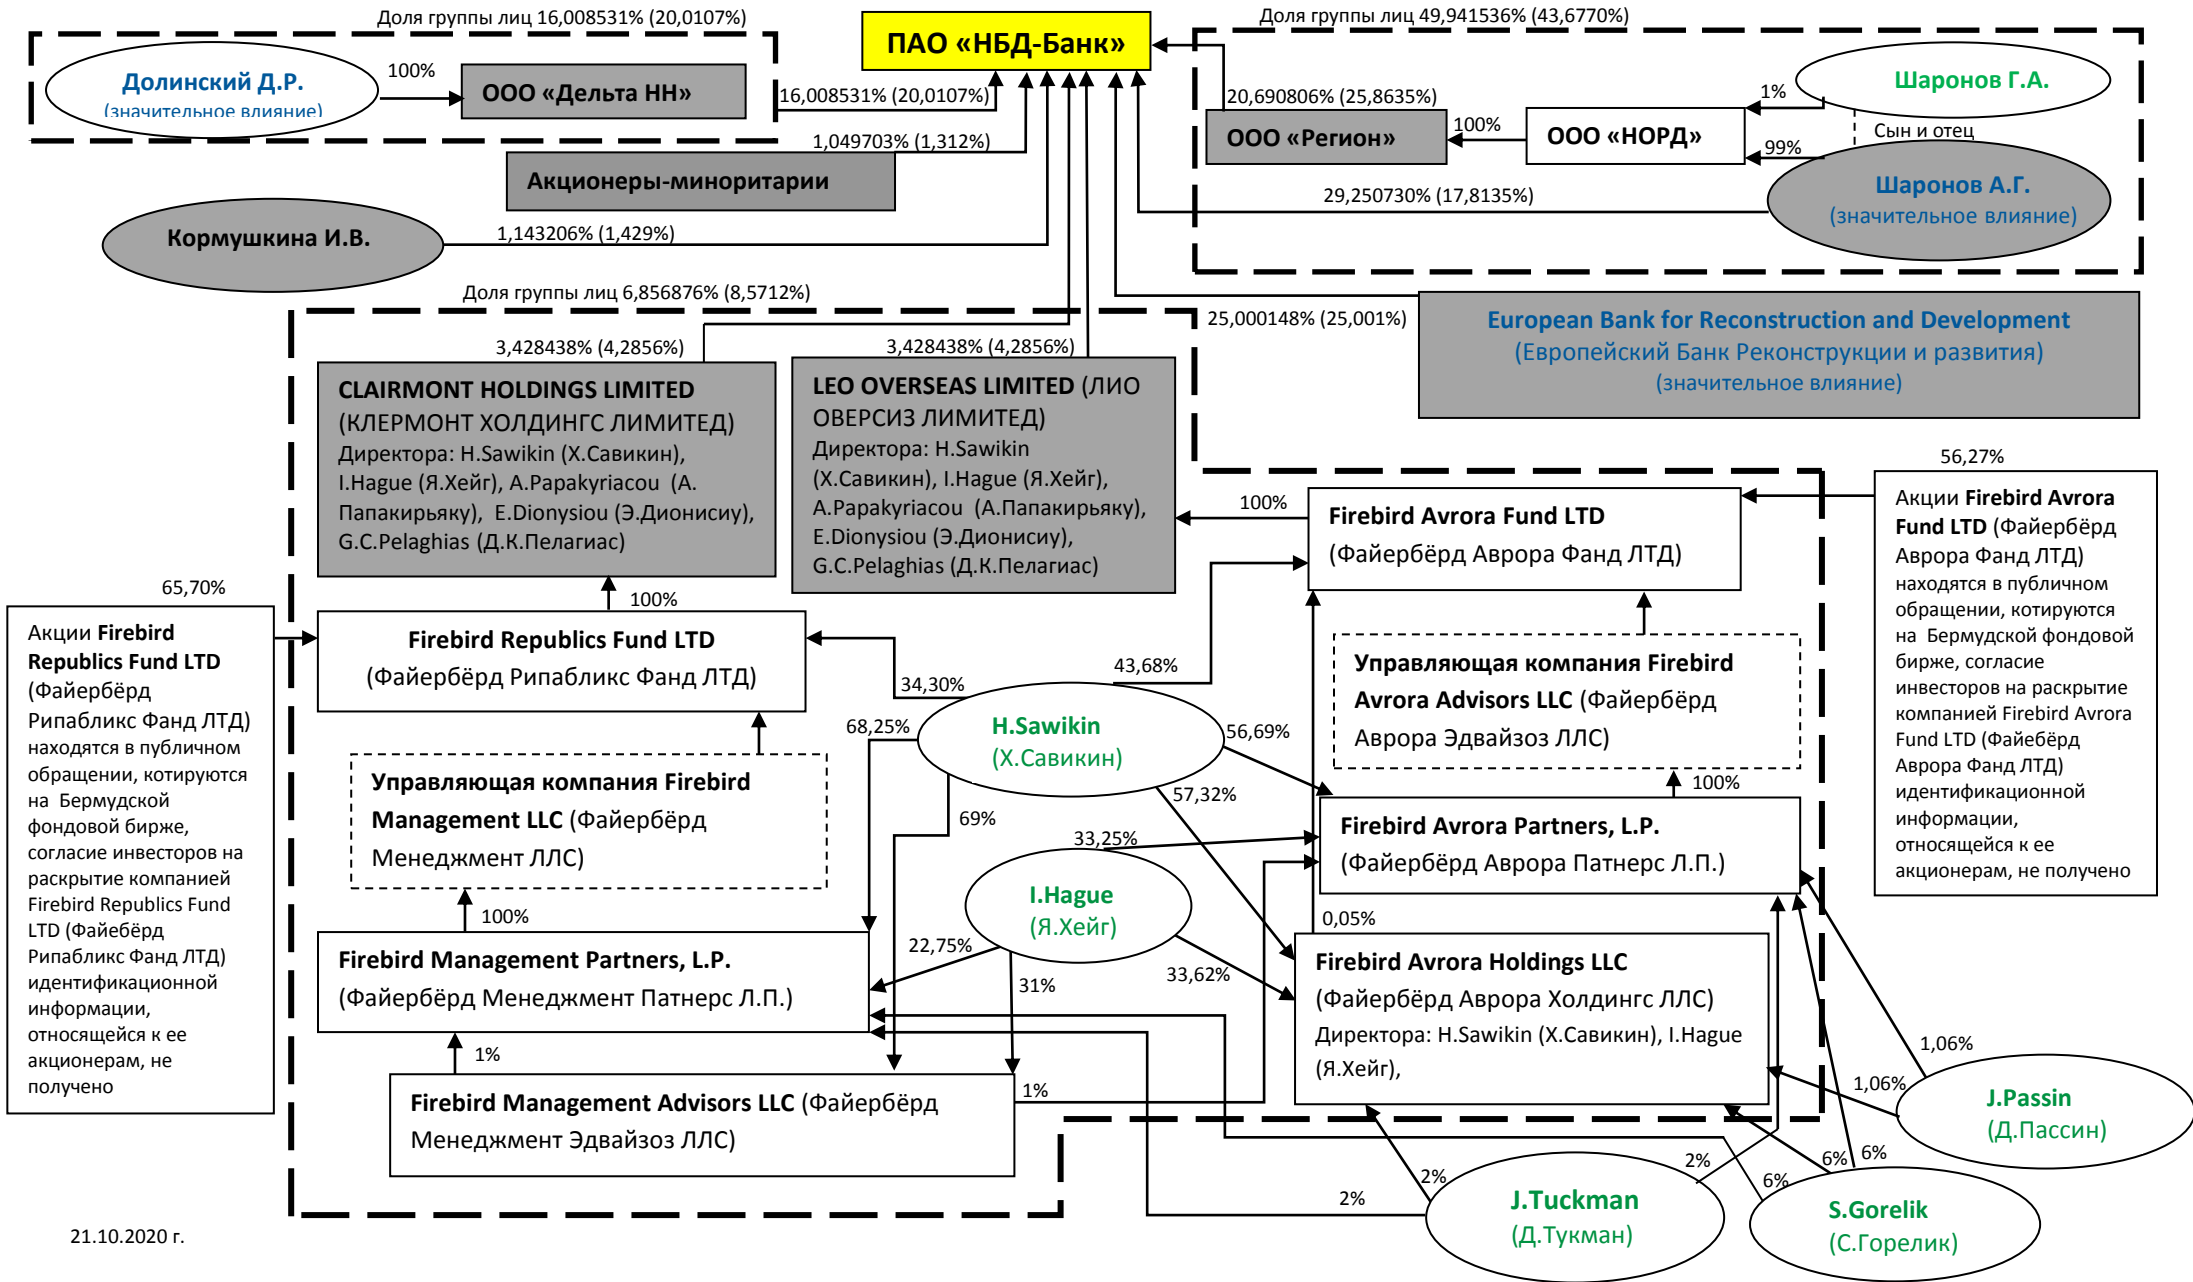 Доля группы лиц 16,008531% (20,0107%)
Долинский Д.Р.
(значительное влияние)
100%
ООО «Дельта НН»
16,008531% (20,0107%)
ПАО «НБД-Банк»
Доля группы лиц 49,941536% (43,6770%)
20,690806% (25,8635%)
ООО «Регион»
100%
ООО «НОРД»
1%
Шаронов Г.А.
Сын и отец
99%
Шаронов А.Г.
(значительное влияние)
29,250730% (17,8135%)
1,049703% (1,312%)
Акционеры-миноритарии
Кормушкина И.В.
1,143206% (1,429%)
Доля группы лиц 6,856876% (8,5712%)
25,000148% (25,001%)
European Bank for Reconstruction and Development
(Европейский Банк Реконструкции и развития)
(значительное влияние)
3,428438% (4,2856%)
CLAIRMONT HOLDINGS LIMITED
(КЛЕРМОНТ ХОЛДИНГС ЛИМИТЕД)
Директора: H.Sawikin (Х.Савикин),
I.Hague (Я.Хейг), A.Papakyriacou (А.
Папакирьяку), E.Dionysiou (Э.Дионисиу),
G.C.Pelaghias (Д.К.Пелагиас)
3,428438% (4,2856%)
LEO OVERSEAS LIMITED (ЛИО
ОВЕРСИЗ ЛИМИТЕД)
Директора: H.Sawikin
(Х.Савикин), I.Hague (Я.Хейг),
A.Papakyriacou (А.Папакирьяку),
E.Dionysiou (Э.Дионисиу),
G.C.Pelaghias (Д.К.Пелагиас)
100%
Firebird Avrora Fund LTD
(Файербёрд Аврора Фанд ЛТД)
56,27%
Акции Firebird Avrora
Fund LTD (Файербёрд
Аврора Фанд ЛТД)
находятся в публичном
обращении, котируются
на Бермудской фондовой
бирже, согласие
инвесторов на раскрытие
компанией Firebird Avrora
Fund LTD (Файебёрд
Аврора Фанд ЛТД)
идентификационной
информации,
относящейся к ее
акционерам, не получено
65,70%
Акции Firebird
Republics Fund LTD
(Файербёрд
Рипабликс Фанд ЛТД)
находятся в публичном
обращении, котируются
на Бермудской
фондовой бирже,
согласие инвесторов на
раскрытие компанией
Firebird Republics Fund
LTD (Файебёрд
Рипабликс Фанд ЛТД)
идентификационной
информации,
относящейся к ее
акционерам, не
получено
100%
Firebird Republics Fund LTD
(Файербёрд Рипабликс Фанд ЛТД)
34,30%
43,68%
H.Sawikin
(Х.Савикин)
68,25%
56,69%
57,32%
69%
Управляющая компания Firebird
Avrora Advisors LLC (Файербёрд
Аврора Эдвайзоз ЛЛС)
100%
Управляющая компания Firebird
Management LLC (Файербёрд
Менеджмент ЛЛС)
100%
Firebird Avrora Partners, L.P.
(Файербёрд Аврора Патнерс Л.П.)
33,25%
I.Hague
(Я.Хейг)
22,75%
31%
33,62%
0,05%
Firebird Management Partners, L.P.
(Файербёрд Менеджмент Патнерс Л.П.)
Firebird Avrora Holdings LLC
(Файербёрд Аврора Холдингс ЛЛС)
Директора: H.Sawikin (Х.Савикин), I.Hague
(Я.Хейг),
1%
Firebird Management Advisors LLC (Файербёрд
Менеджмент Эдвайзоз ЛЛС)
1%
1,06%
1,06%
J.Passin
(Д.Пассин)
2%
2%
2%
J.Tuckman
(Д.Тукман)
6%
6%
6%
S.Gorelik
(С.Горелик)
21.10.2020 г.